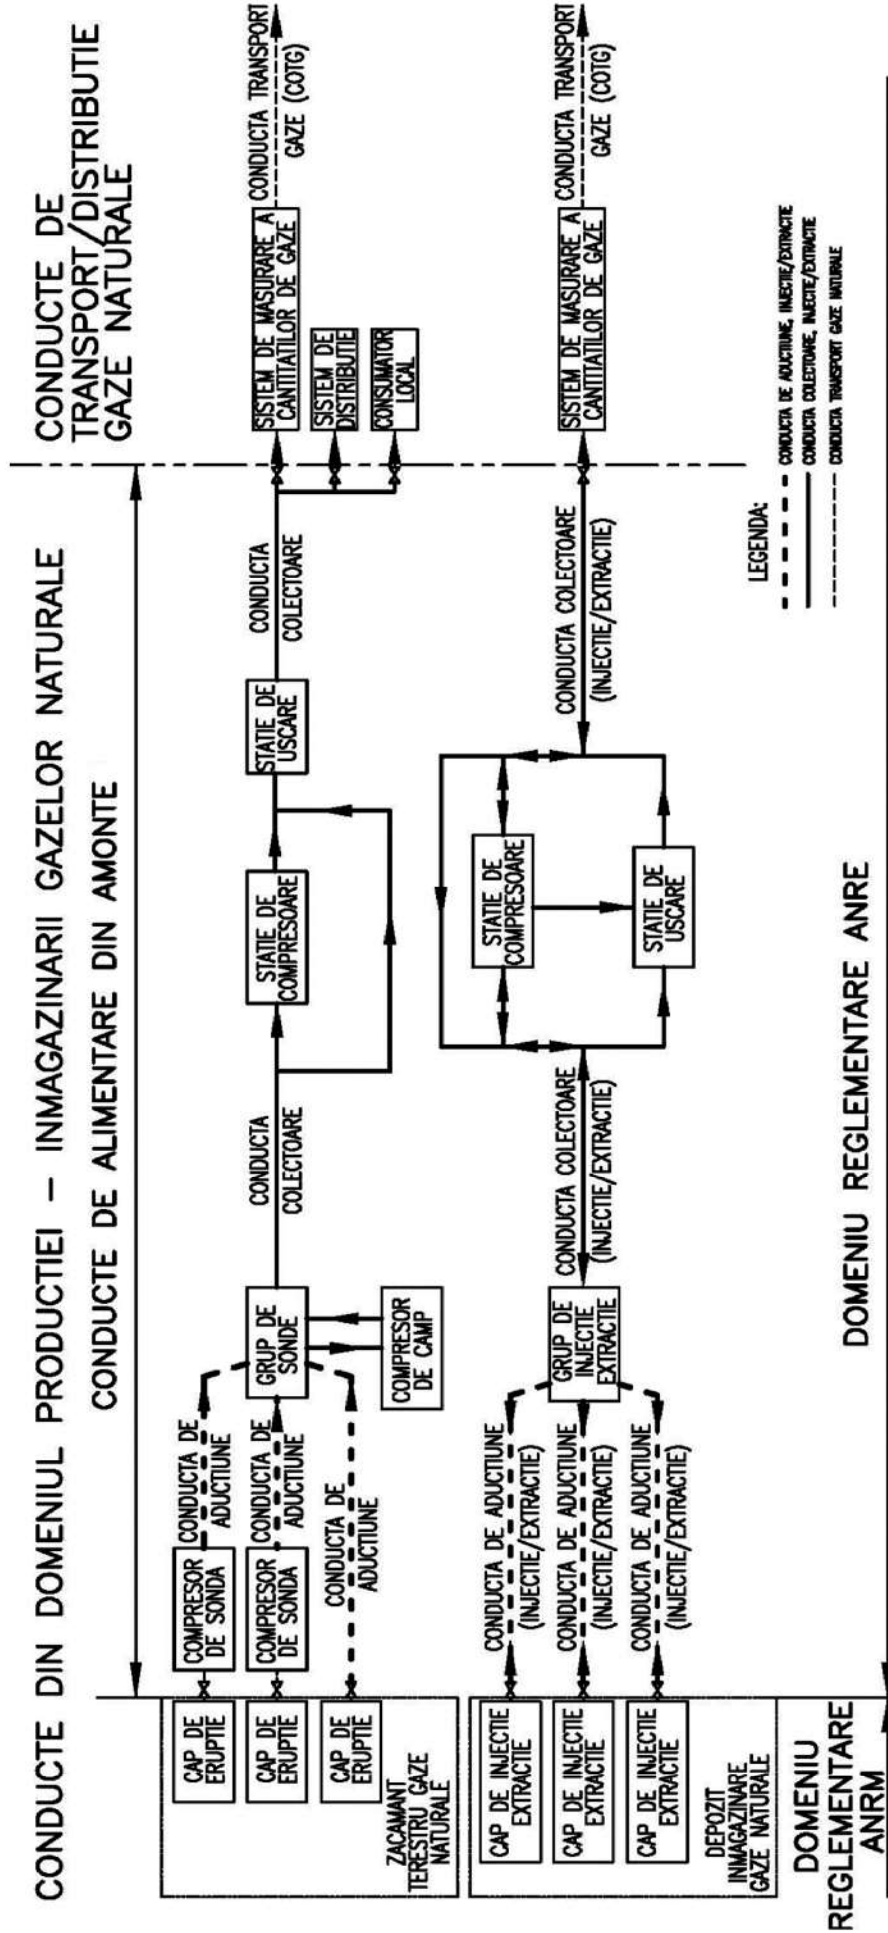 CONDUCTE DIN DOMENIUL PRODUCTIEI – INMAGAZINARII GAZELOR NATURALE
CONDUCTE DE ALIMENTARE DIN AMONTE
CONDUCTE DE
TRANSPORT/DISTRIBUTIE
GAZE NATURALE
CAP DE
ERUPTIE
COMPRESOR
DE SONDA
CONDUCTA DE
ADUCTIUNE
CAP DE
ERUPTIE
COMPRESOR
DE SONDA
CONDUCTA DE
ADUCTIUNE
CAP DE
ERUPTIE
CONDUCTA DE
ADUCTIUNE
ZACAMANT
TERESTRU GAZE
NATURALE
GRUP DE
SONDE
COMPRESOR
DE CAMP
CONDUCTA
COLECTOARE
STATIE DE
COMPRESOARE
STATIE DE
USCARE
CONDUCTA
COLECTOARE
SISTEM DE MASURARE A
CANTITATILOR DE GAZE
CONDUCTA TRANSPORT
GAZE (COTG)
SISTEM DE
DISTRIBUTIE
CONSUMATOR
LOCAL
CAP DE INJECTIE
EXTRACTIE
CONDUCTA DE ADUCTIUNE
(INJECTIE/EXTRACTIE)
CAP DE INJECTIE
EXTRACTIE
CONDUCTA DE ADUCTIUNE
(INJECTIE/EXTRACTIE)
CAP DE INJECTIE
EXTRACTIE
CONDUCTA DE ADUCTIUNE
(INJECTIE/EXTRACTIE)
DEPOZIT
INMAGAZINARE
GAZE NATURALE
GRUP DE
INJECTIE
EXTRACTIE
CONDUCTA COLECTOARE
(INJECTIE/EXTRACTIE)
STATIE DE
COMPRESOARE
STATIE DE
USCARE
CONDUCTA COLECTOARE
(INJECTIE/EXTRACTIE)
SISTEM DE MASURARE A
CANTITATILOR DE GAZE
CONDUCTA TRANSPORT
GAZE (COTG)
LEGENDA:
CONDUCTA DE ADUCTIUNE, INJECTIE/EXTRACTIE
CONDUCTA COLECTOARE, INJECTIE/EXTRACTIE
CONDUCTA TRANSPORT GAZE NATURALE
DOMENIU
REGLEMENTARE
ANRM
DOMENIU REGLEMENTARE ANRE